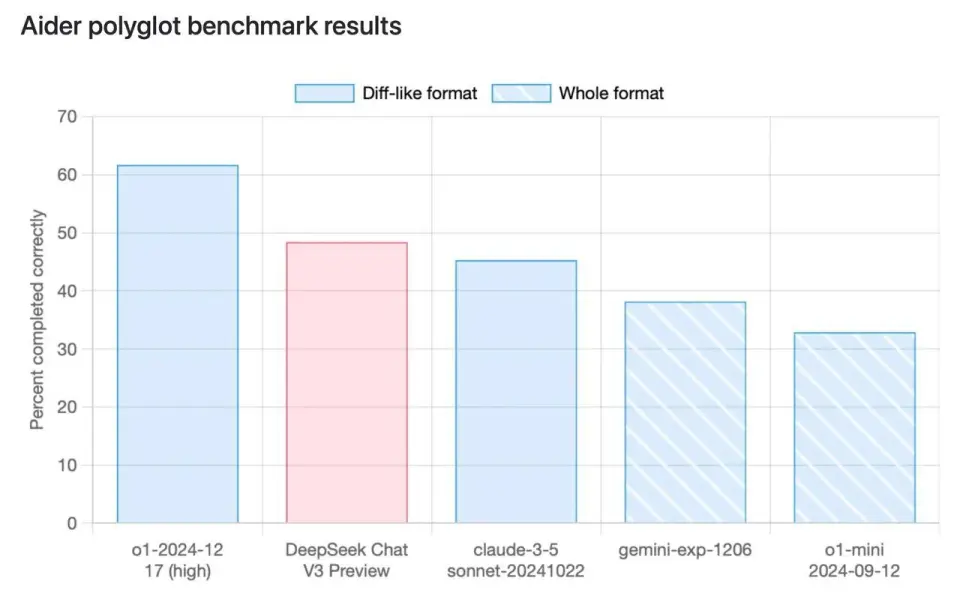 Aider polyglot benchmark results
Diff-like format
Whole format
Percent completed correctly
70
60
50
40
30
20
10
0
o1-2024-12
17 (high)
DeepSeek Chat
V3 Preview
claude-3-5
sonnet-20241022
gemini-exp-1206
o1-mini
2024-09-12